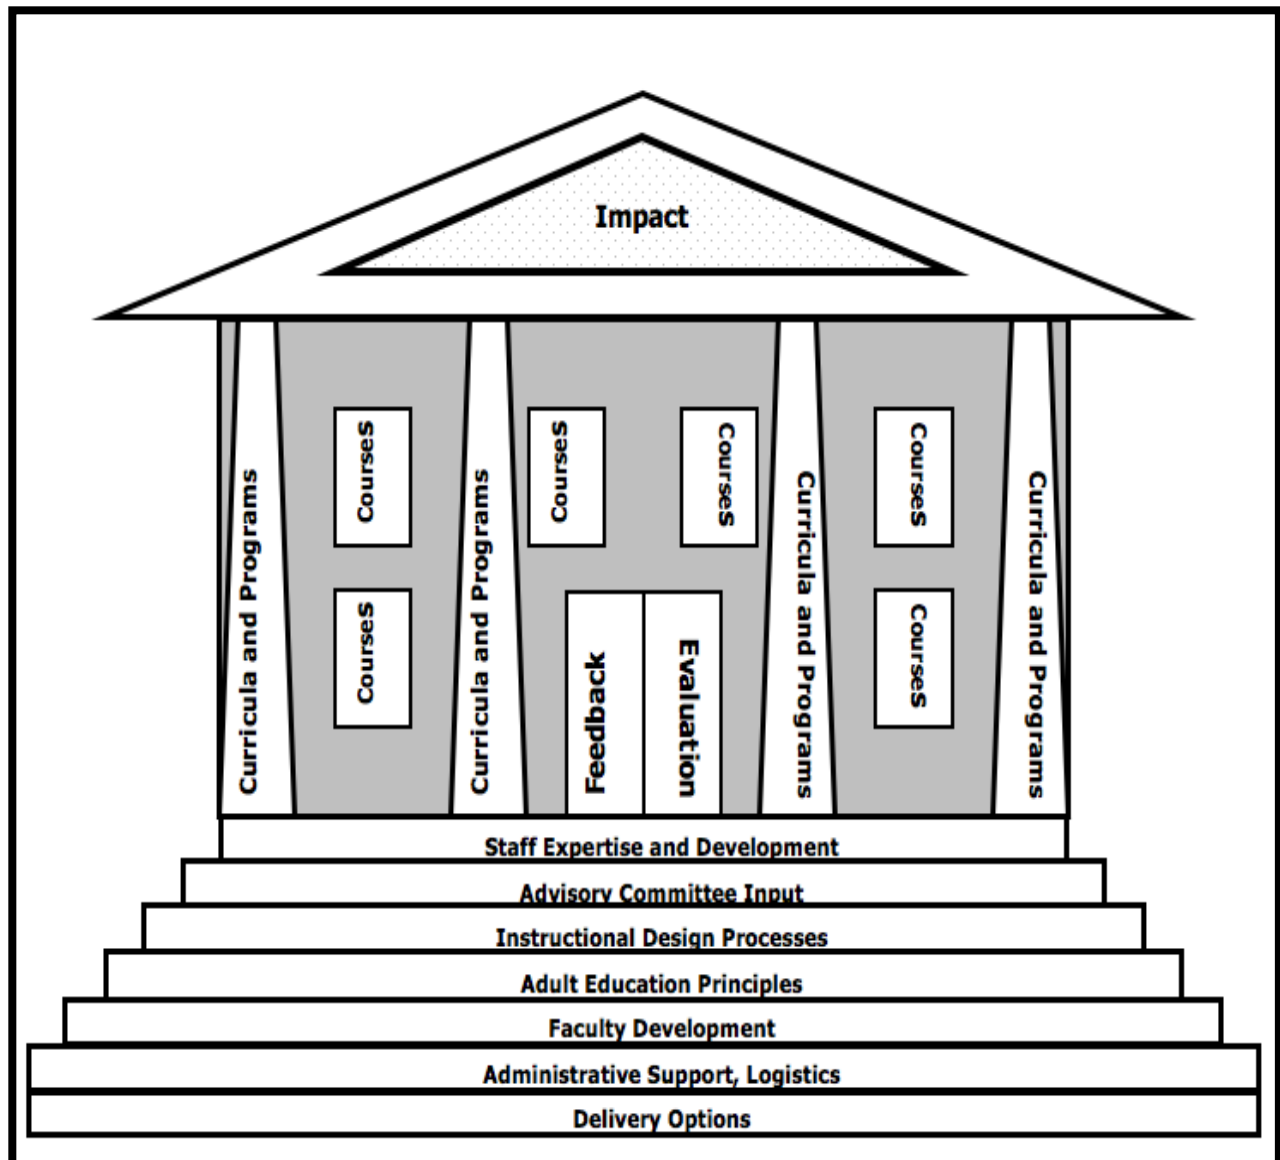 Impact
Courses
Courses
Courses
Courses
Curricula and Programs
Curricula and Programs
Curricula and Programs
Curricula and Programs
Courses
Courses
Feedback
Evaluation
Staff Expertise and Development
Advisory Committee Input
Instructional Design Processes
Adult Education Principles
Faculty Development
Administrative Support, Logistics
Delivery Options